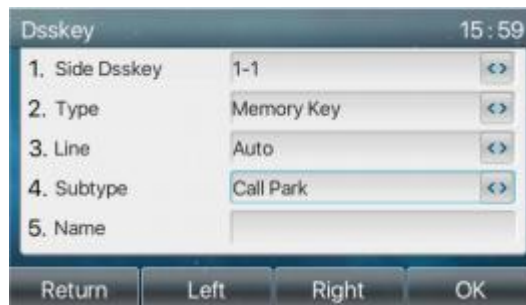 Dsskey 15:59
1. Side Dsskey 1-1
2. Type Memory Key
3. Line Auto
4. Subtype Call Park
5. Name
Return Left Right OK